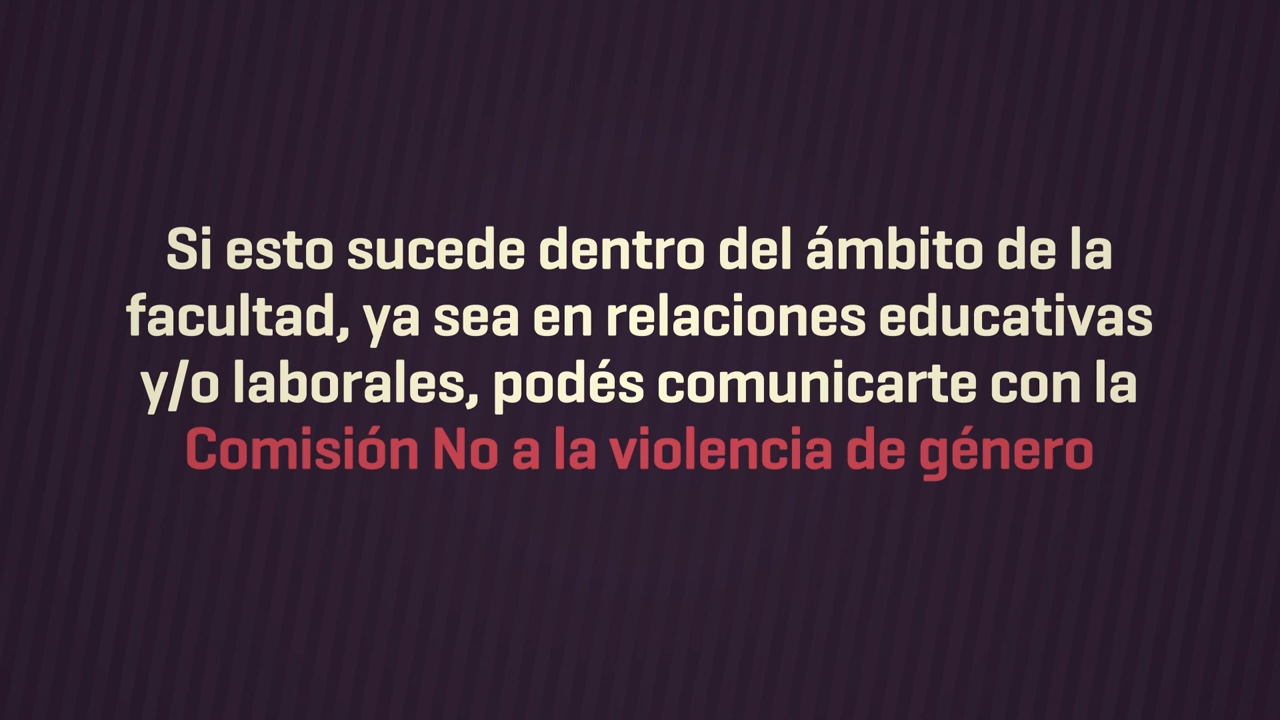 Si esto sucede dentro del ámbito de la
facultad, ya sea en relaciones educativas
y/o laborales, podés comunicarte con la
Comisión No a la violencia de género